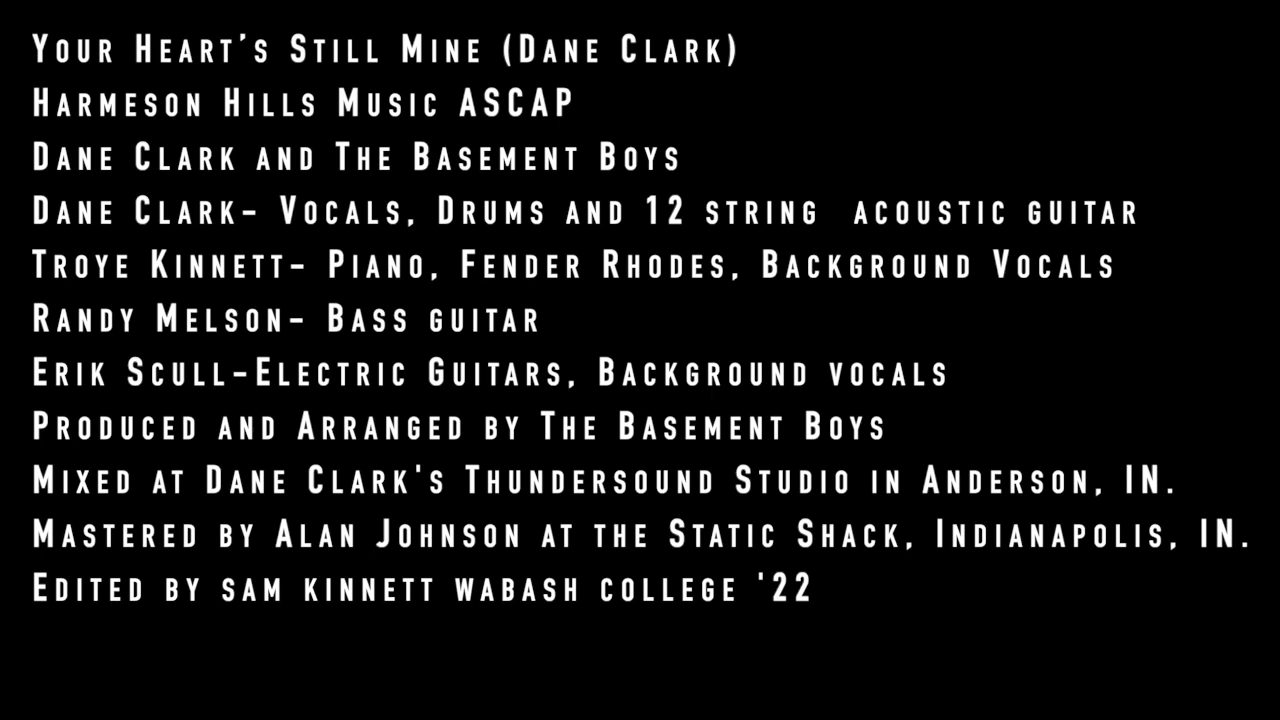 Your Heart's Still Mine (Dane Clark)
Harmeson Hills Music ASCAP
Dane Clark and The Basement Boys
Dane Clark- Vocals, Drums and 12 string  acoustic guitar
Troye Kinnett- Piano, Fender Rhodes, Background Vocals
Randy Melson- Bass guitar
Erik Scull-Electric Guitars, Background vocals
Produced and Arranged by The Basement Boys
Mixed at Dane Clark's Thundersound Studio in Anderson, IN.
Mastered by Alan Johnson at the Static Shack, Indianapolis, IN.
Edited by sam kinnett wabash college '22